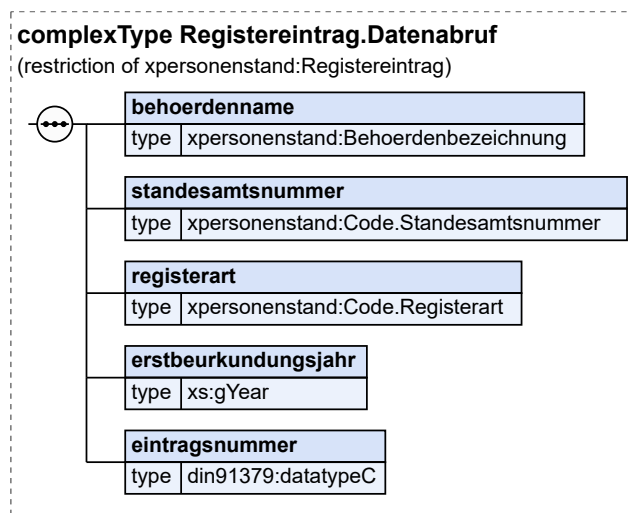 complexType Registereintrag.Datenabruf
(restriction of xpersonenstand:Registereintrag)
behoerdenname
type xpersonenstand:Behoerdenbezeichnung
standesamtsnummer
type xpersonenstand:Code.Standesamtsnummer
registerart
type xpersonenstand:Code.Registerart
erstbeurkundungsjahr
type xs:gYear
eintragsnummer
type din91379:datatypeC